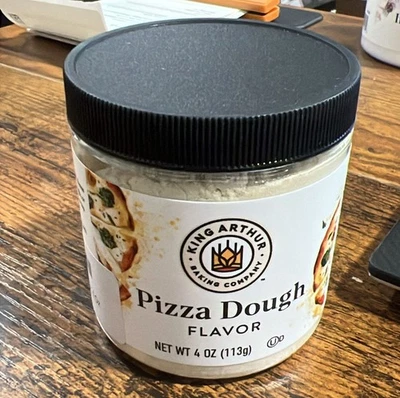 KING ARTHUR
BAKING COMPANY
Pizza Dough
FLAVOR
NET WT 4 OZ (113g)
U D